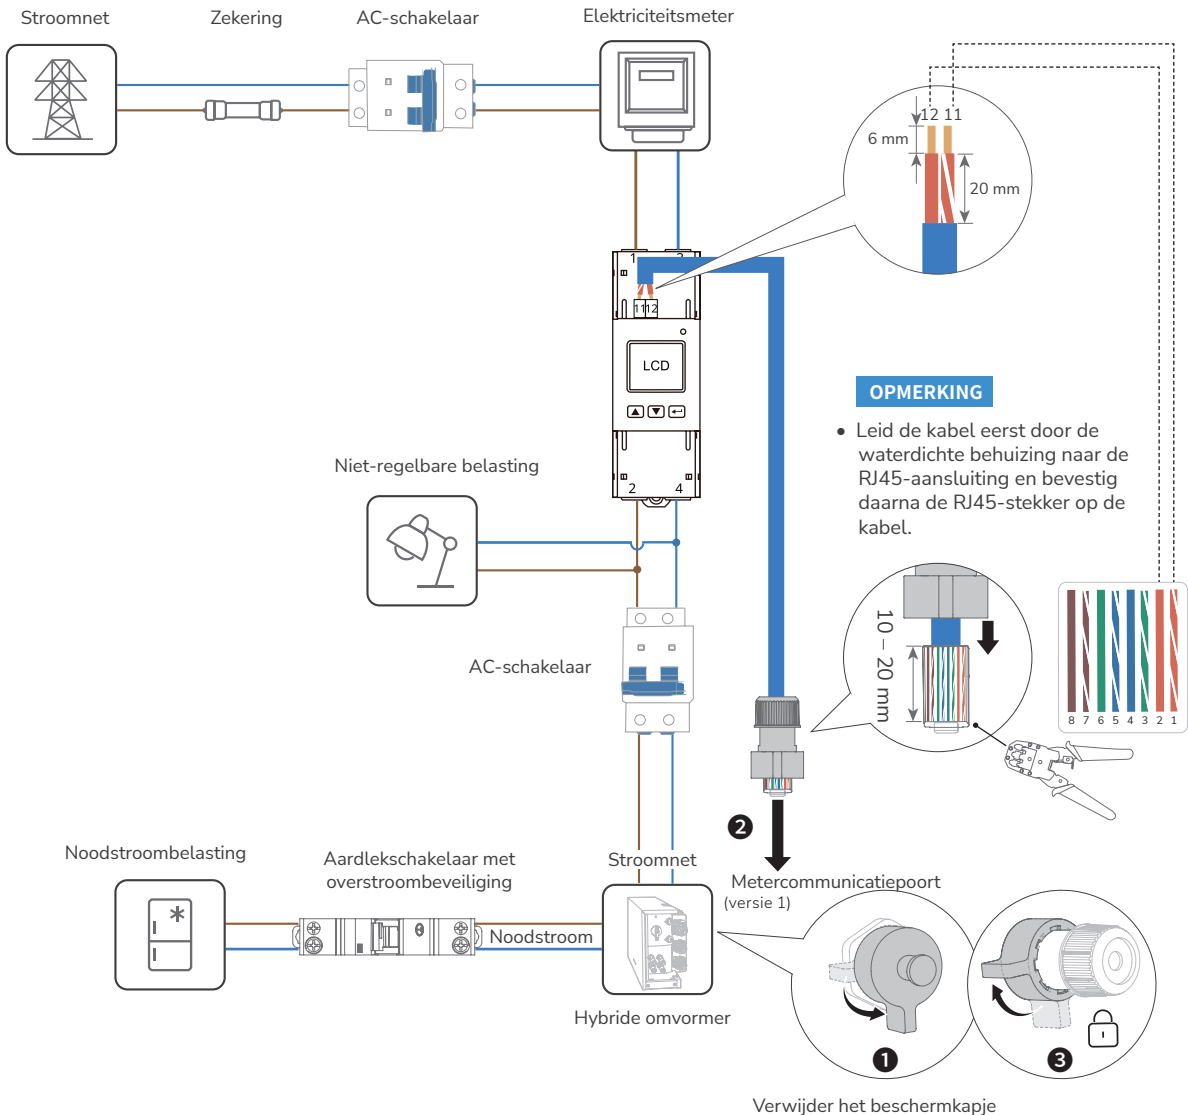 Stroomnet
Zekering
AC-schakelaar
Elektriciteitsmeter
12 11
6 mm
20 mm
1
11 12
LCD
2
4
OPMERKING
• Leid de kabel eerst door de
waterdichte behuizing naar de
RJ45-aansluiting en bevestig
daarna de RJ45-stekker op de
kabel.
Niet-regelbare belasting
10 – 20 mm
8 7 6 5 4 3 2 1
AC-schakelaar
2
Noodstroombelasting
Aardlekschakelaar met
overstroombeveiliging
Stroomnet
Metercommunicatiepoort
(versie 1)
Noodstroom
Hybride omvormer
1
3
Verwijder het beschermkapje